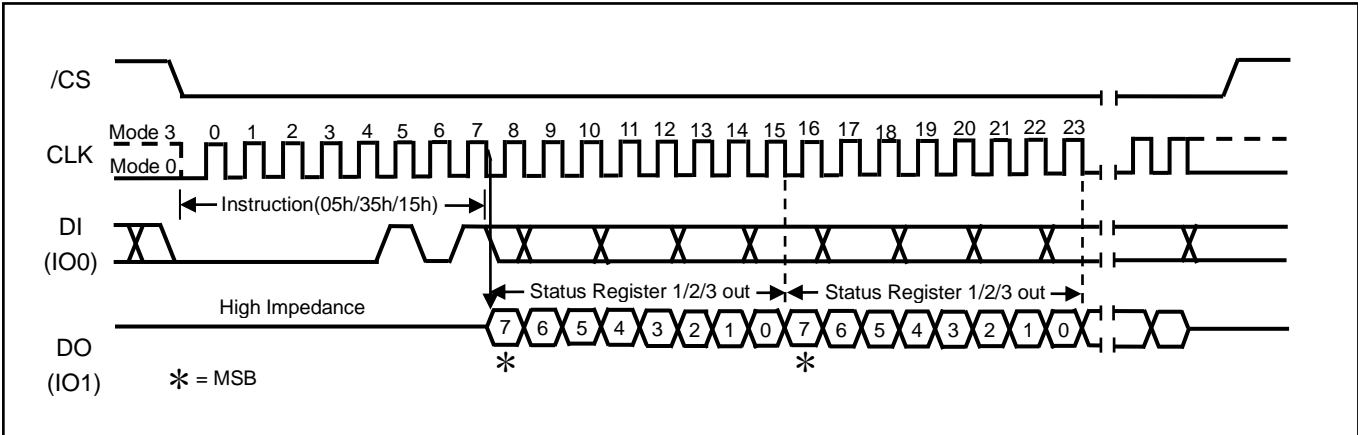 /CS
Mode 3 0 1 2 3 4 5 6 7 8 9 10 11 12 13 14 15 16 17 18 19 20 21 22 23
CLK
Mode 0
Instruction(05h/35h/15h)
DI
(IO0)
Status Register 1/2/3 out Status Register 1/2/3 out
High Impedance
7 6 5 4 3 2 1 0 7 6 5 4 3 2 1 0
DO
(IO1)
* *
* = MSB